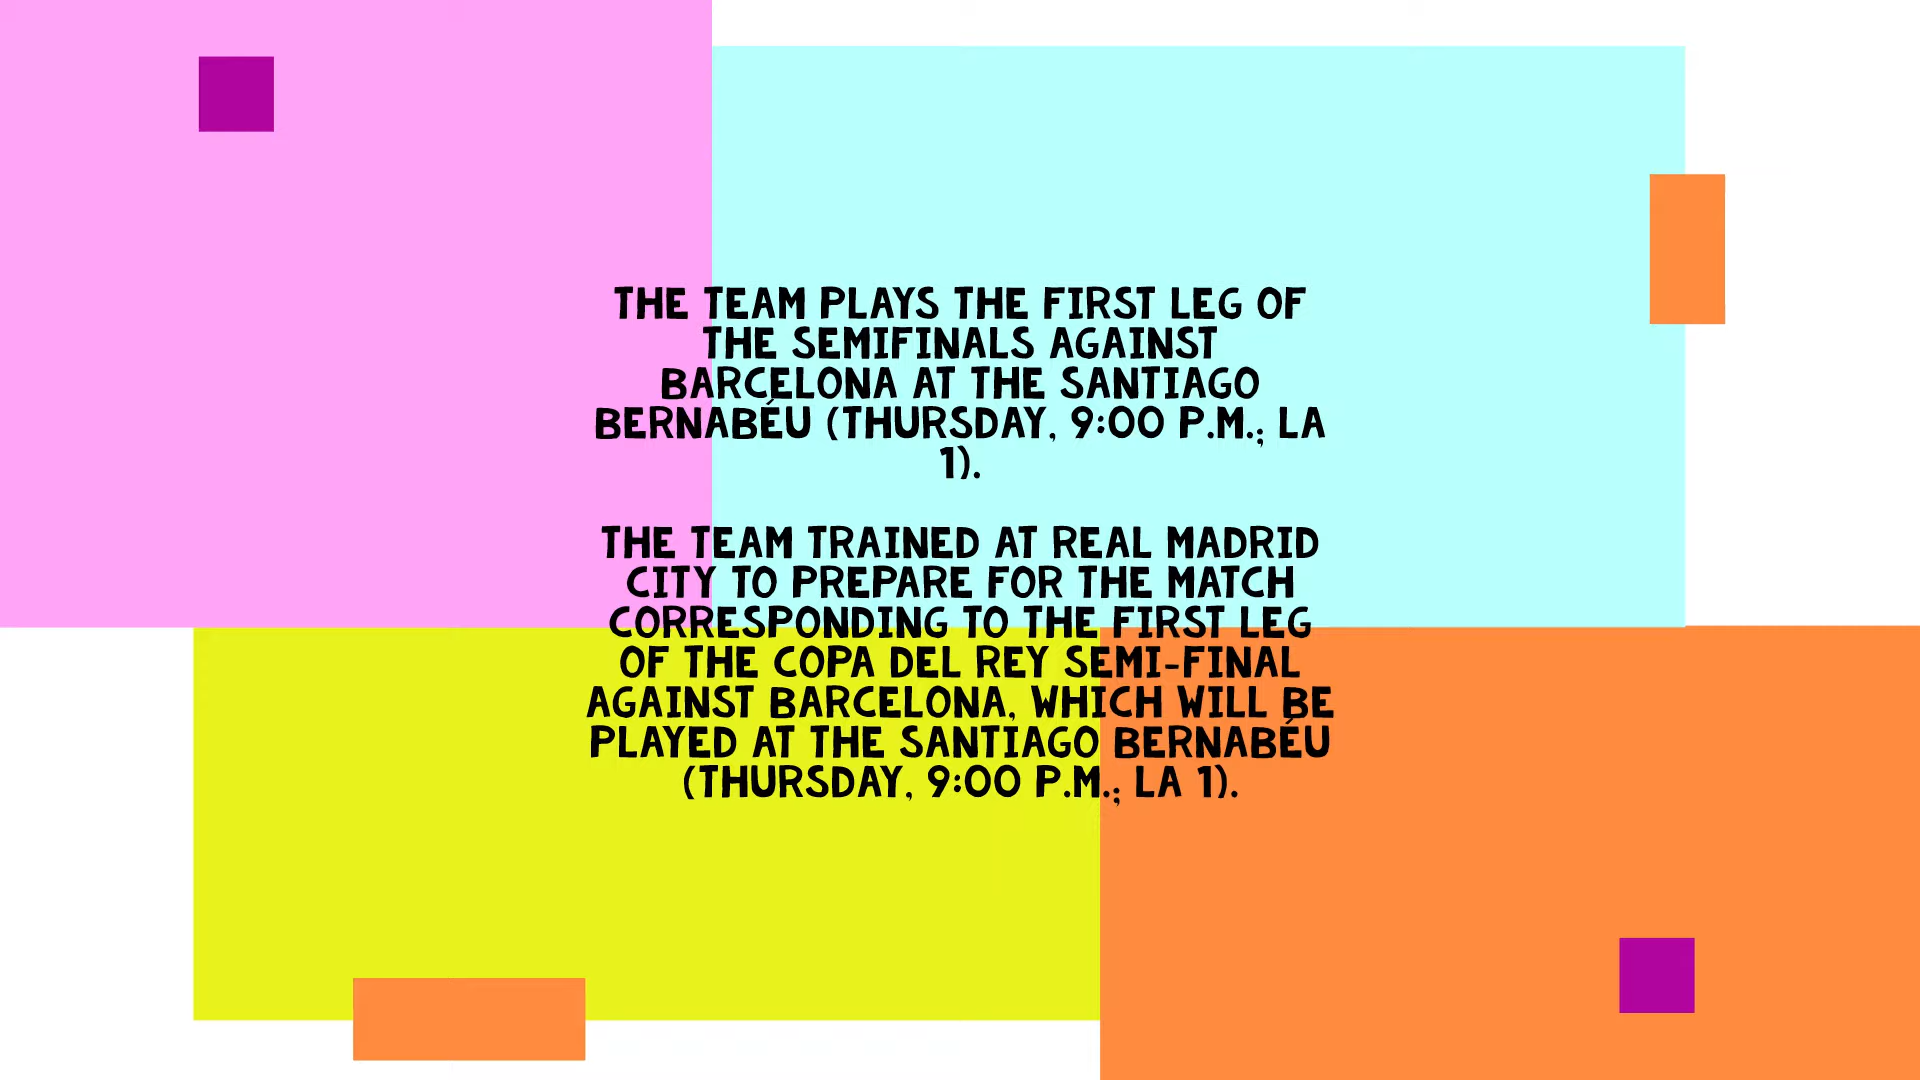 THE TEAM PLAYS THE FIRST LEG OF
THE SEMIFINALS AGAINST
BARCELONA AT THE SANTIAGO
BERNABÉU (THURSDAY, 9:00 P.M.; LA
1).
THE TEAM TRAINED AT REAL MADRID
CITY TO PREPARE FOR THE MATCH
CORRESPONDING TO THE FIRST LEG
OF THE COPA DEL REY SEMI-FINAL
AGAINST BARCELONA, WHICH WILL BE
PLAYED AT THE SANTIAGO BERNABÉU
(THURSDAY, 9:00 P.M.; LA 1).